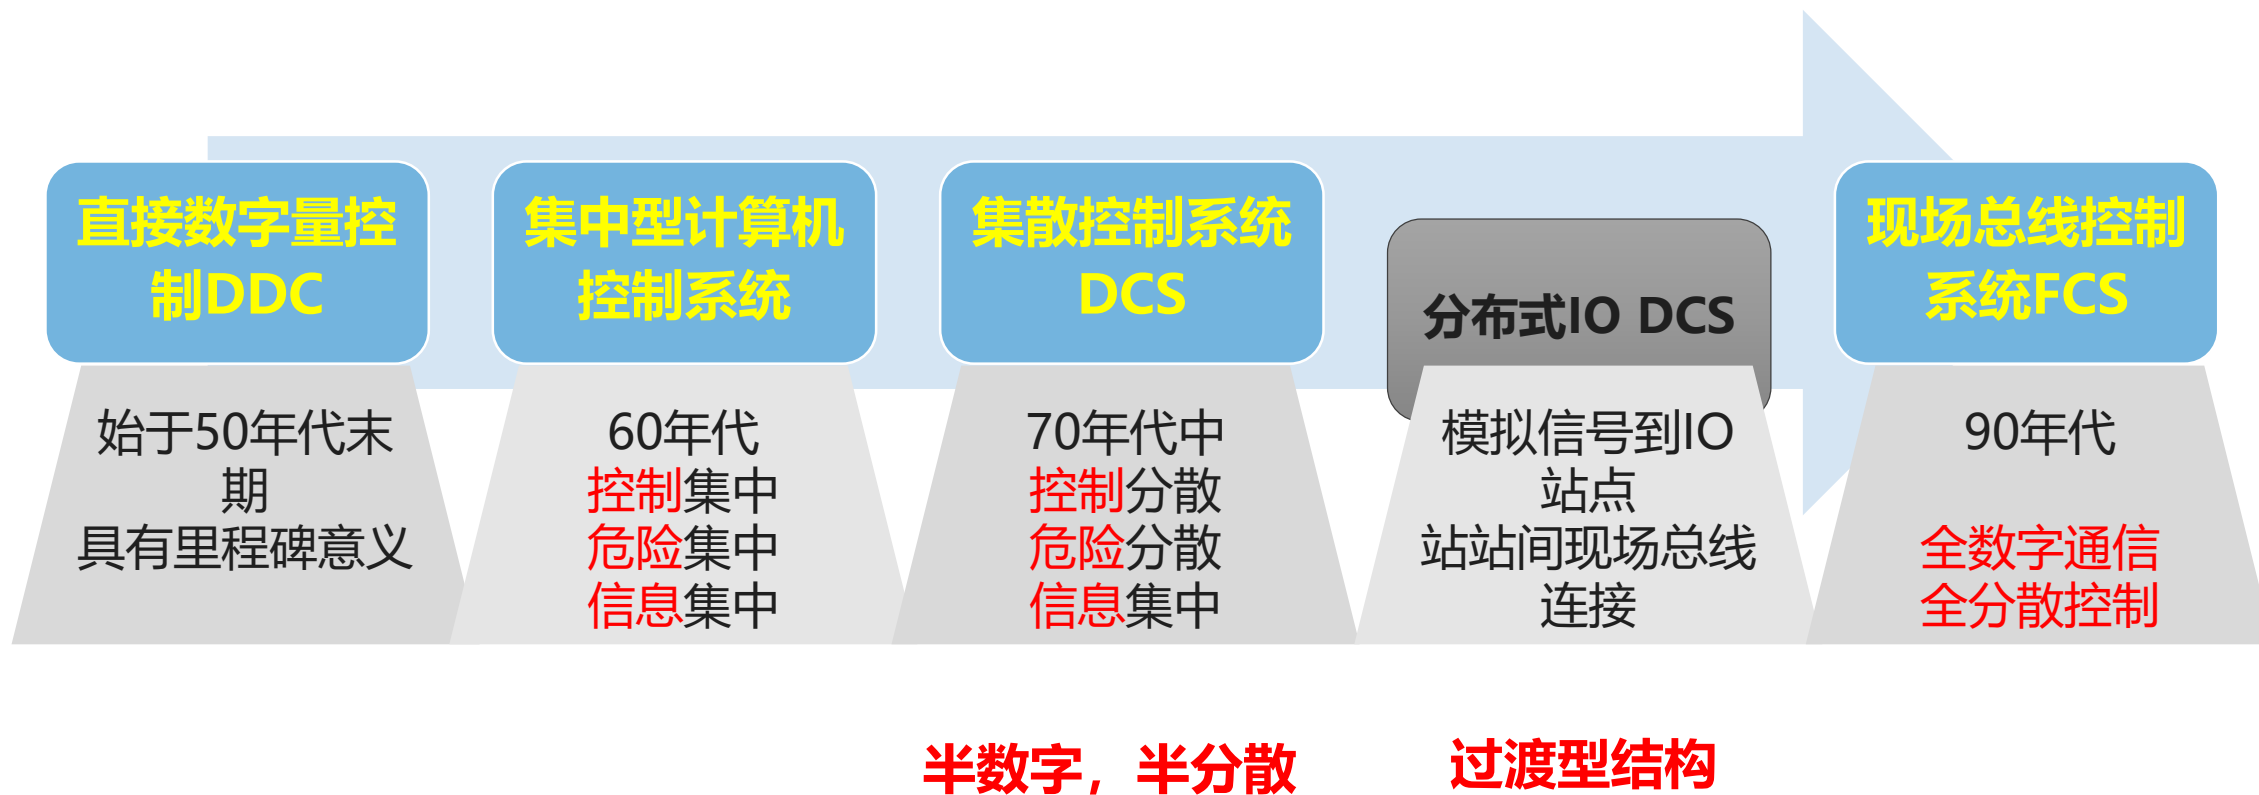 直接数字量控
制DDC
始于50年代末
期
具有里程碑意义
集中型计算机
控制系统
60年代
控制集中
危险集中
信息集中
集散控制系统
DCS
70年代中
控制分散
危险分散
信息集中
半数字，半分散
分布式IO DCS
模拟信号到IO
站点
站站间现场总线
连接
过渡型结构
现场总线控制
系统FCS
90年代
全数字通信
全分散控制